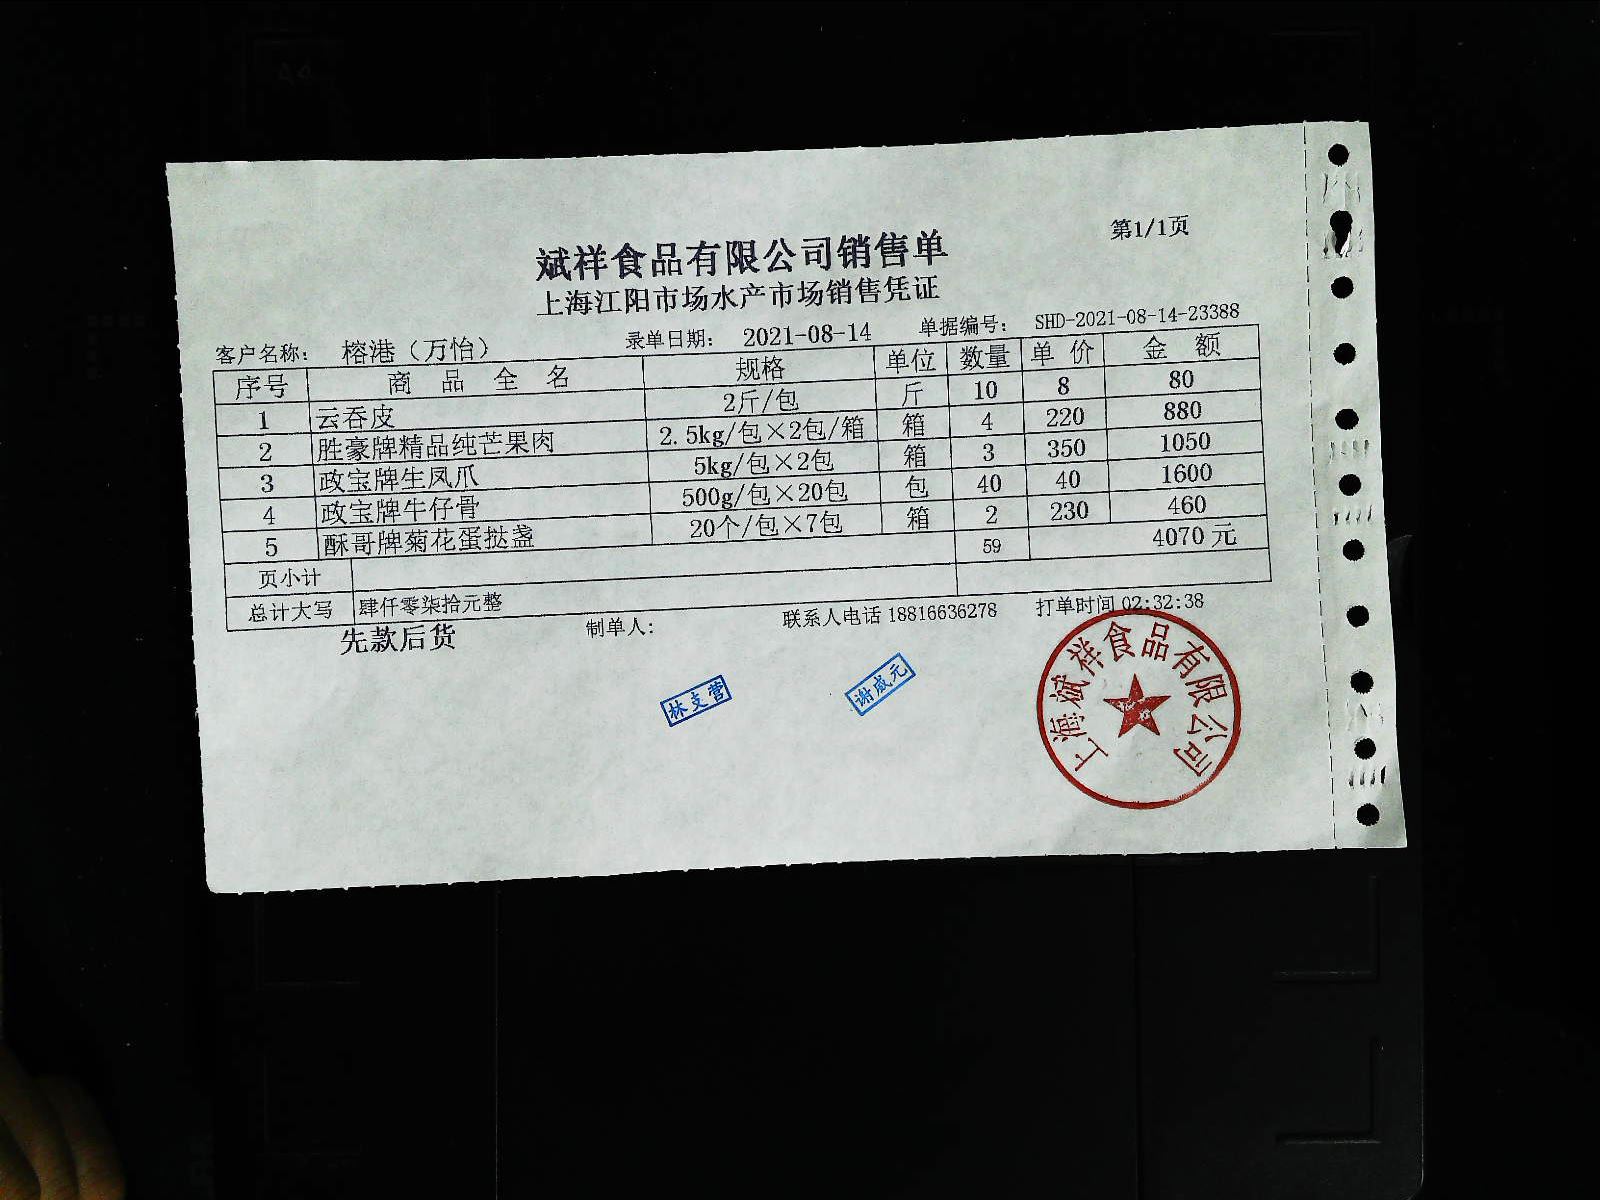 第1/1页
斌祥食品有限公司销售单
上海江阳市场水产市场销售凭证
客户名称： 榕港（万怡） 录单日期： 2021-08-14 单据编号： SHD-2021-08-14-23388
序号 商品全名 规格 单位 数量 单价 金额
1 云吞皮 2斤/包 斤 10 8 80
2 胜豪牌精品纯芒果肉 2.5kg/包×2包/箱 箱 4 220 880
3 政宝牌生凤爪 5kg/包×2包 箱 3 350 1050
4 政宝牌牛仔骨 500g/包×20包 包 40 40 1600
5 酥哥牌菊花蛋挞盏 20个/包×7包 箱 2 230 460
页小计 59 4070 元
总计大写 肆仟零柒拾元整
先款后货 制单人: 联系人电话 18816636278 打单时间 02:32:38
林支营 谢威元
上海斌祥食品有限公司